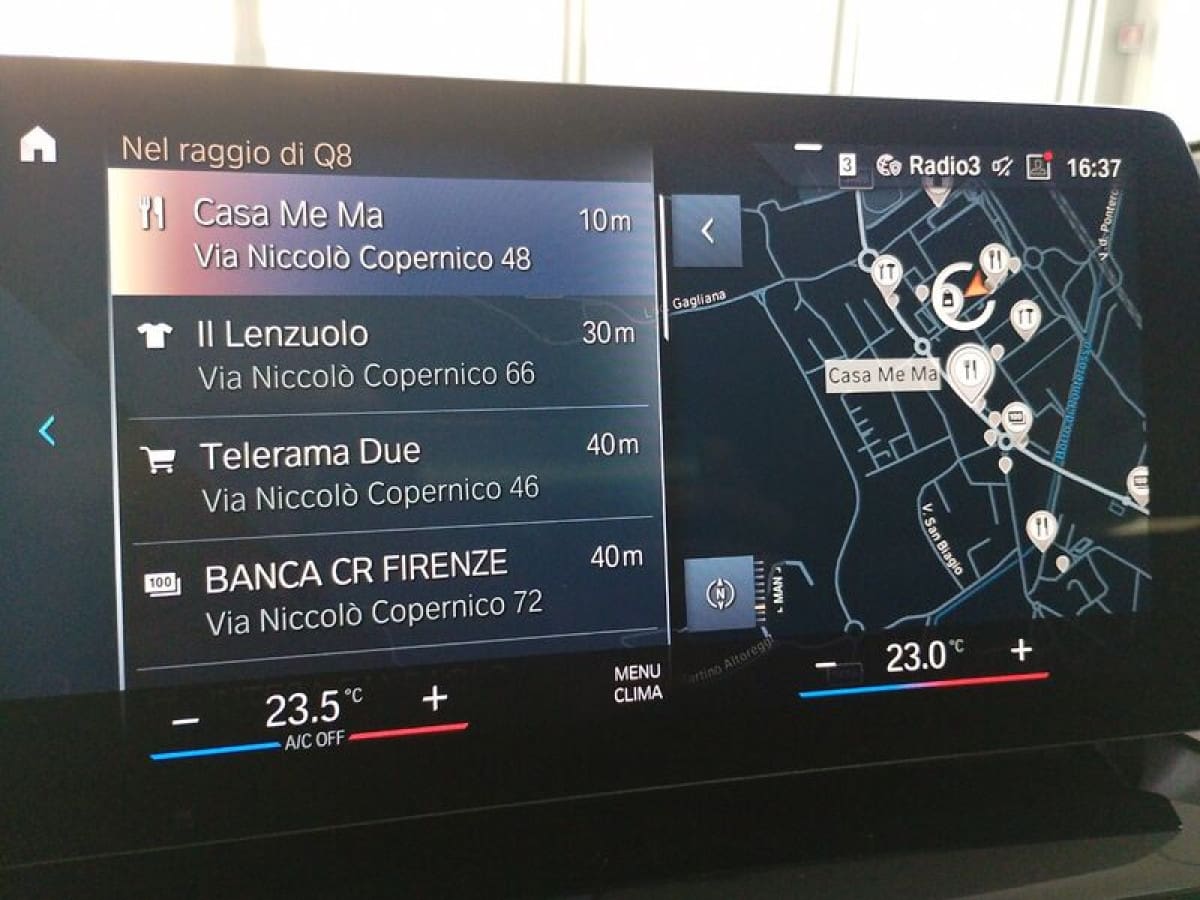 Nel raggio di Q8
3 Radio3 16:37
Casa Me Ma 10m
Via Niccolò Copernico 48
Il Lenzuolo 30m
Via Niccolò Copernico 66
Telerama Due 40m
Via Niccolò Copernico 46
100 BANCA CR FIRENZE 40m
Via Niccolò Copernico 72
Gagliana
Casa Me Ma
100
V. San Biagio
N
MENU
CLIMA
− 23.5 °C +
A/C OFF
− 23.0 °C +